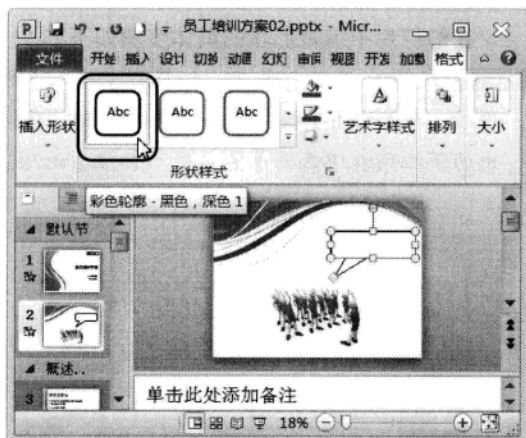 员工培训方案02.pptx - Micr...
文件 开始 插入 设计 切换 动画 幻灯 审阅 视图 开发 加载 格式
插入形状 Abc Abc Abc 艺术字样式 排列 大小
形状样式
彩色轮廓 - 黑色，深色 1
默认节
1
2
概述..
3
单击此处添加备注
18%